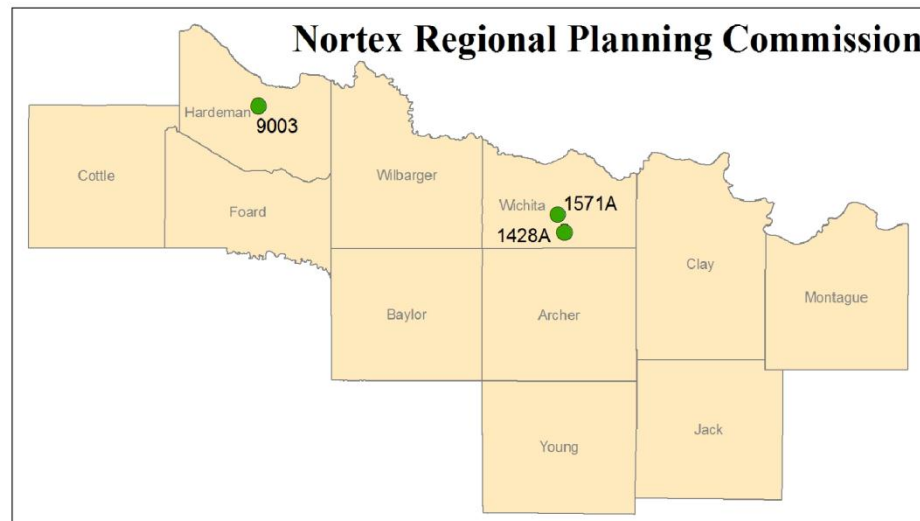 Nortex Regional Planning Commission
Hardeman
9003
Cottle
Foard
Wilbarger
Wichita
1571A
1428A
Clay
Montague
Baylor
Archer
Young
Jack